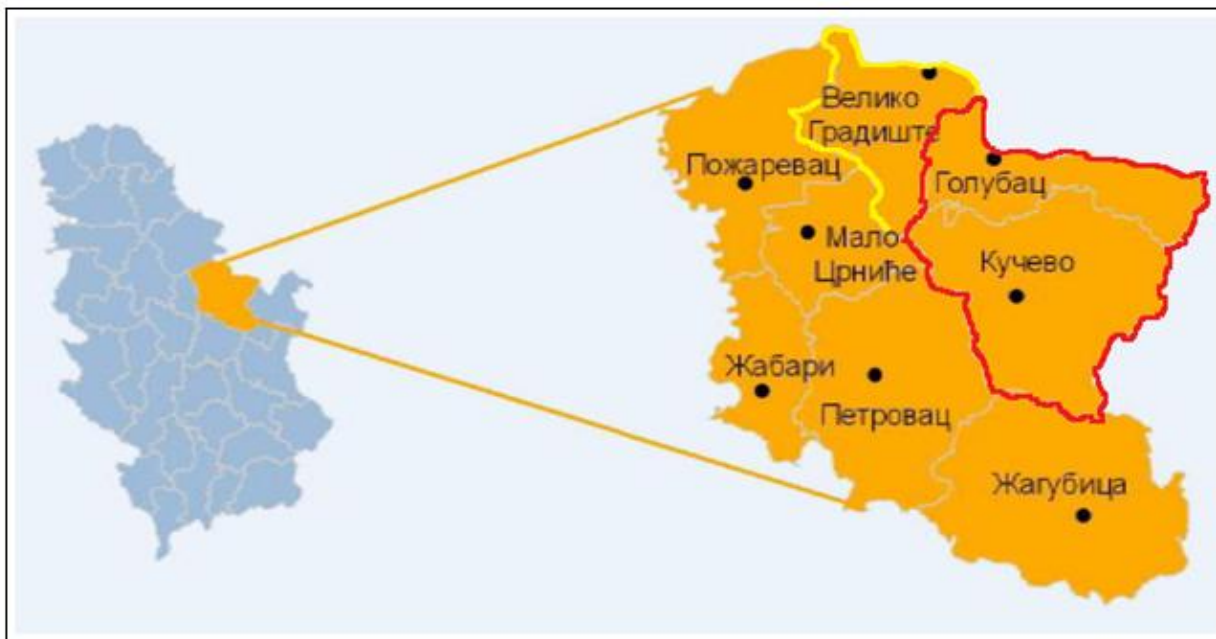 Велико
Градиште
Пожаревац
Голубац
Мало
Црниће
Кучево
Жабари
Петровац
Жагубица